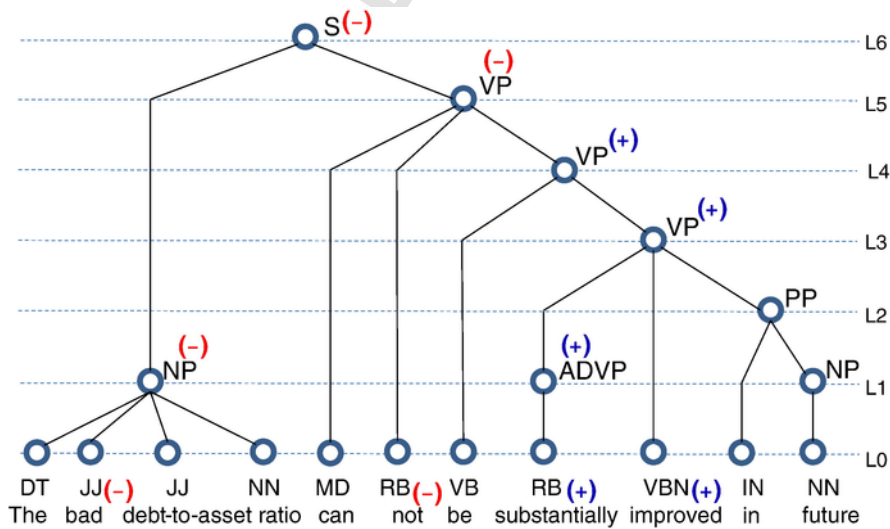 S(−) L6
(−)
VP L5
VP(+) L4
VP(+) L3
PP L2
(−)
NP
(+)
ADVP NP L1
L0
DT JJ(−) JJ NN MD RB(−) VB RB (+) VBN(+) IN NN
The bad debt-to-asset ratio can not be substantially improved in future